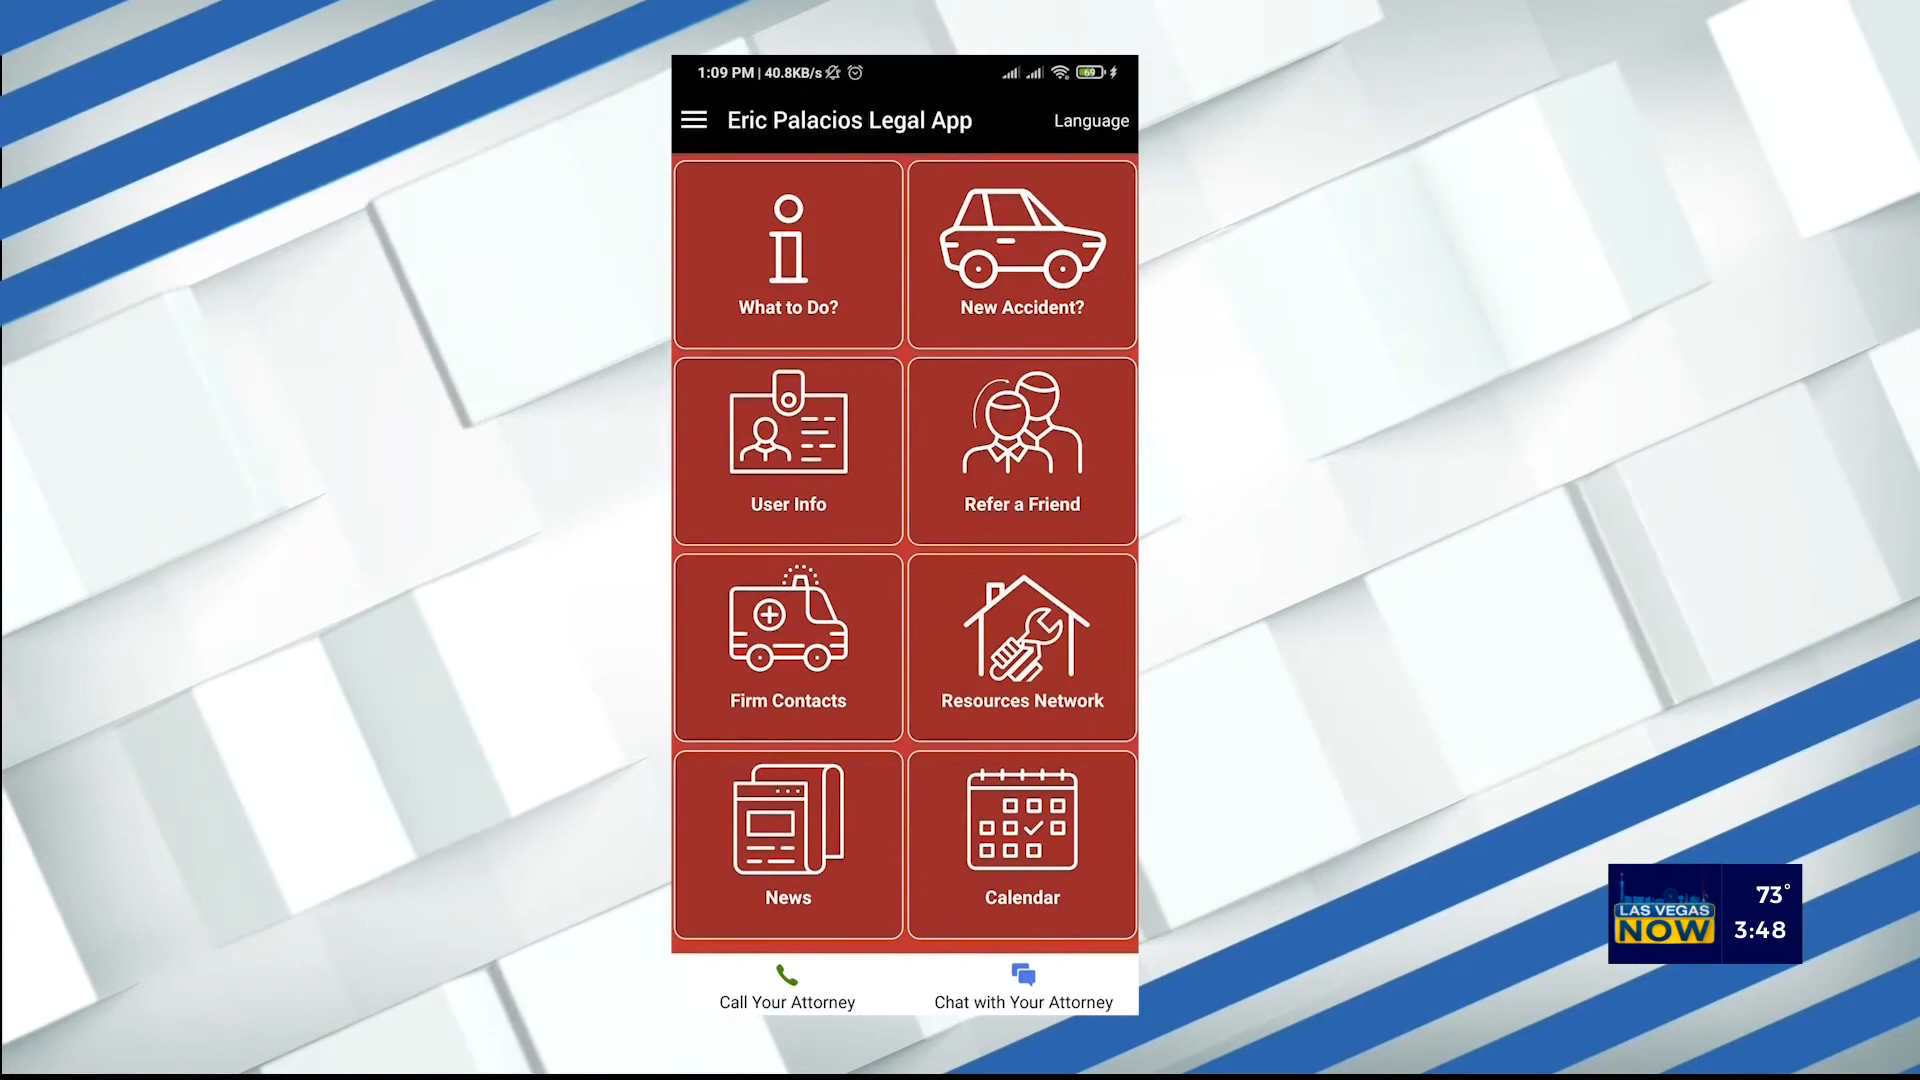 1:09 PM | 40.8KB/s
69
Eric Palacios Legal App
Language
What to Do?
New Accident?
User Info
Refer a Friend
Firm Contacts
Resources Network
News
Calendar
Call Your Attorney
Chat with Your Attorney
LAS VEGAS
NOW
73°
3:48